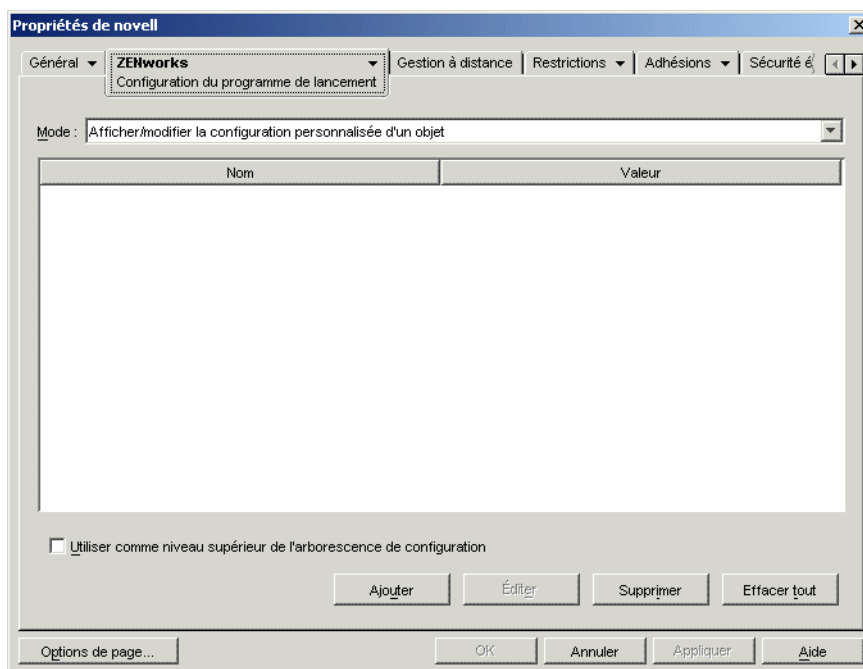 Propriétés de novell
Général
ZENworks
Configuration du programme de lancement
Gestion à distance
Restrictions
Adhésions
Sécurité é
Mode : Afficher/modifier la configuration personnalisée d'un objet
Nom Valeur
Utiliser comme niveau supérieur de l'arborescence de configuration
Ajouter Éditer Supprimer Effacer tout
Options de page... OK Annuler Appliquer Aide